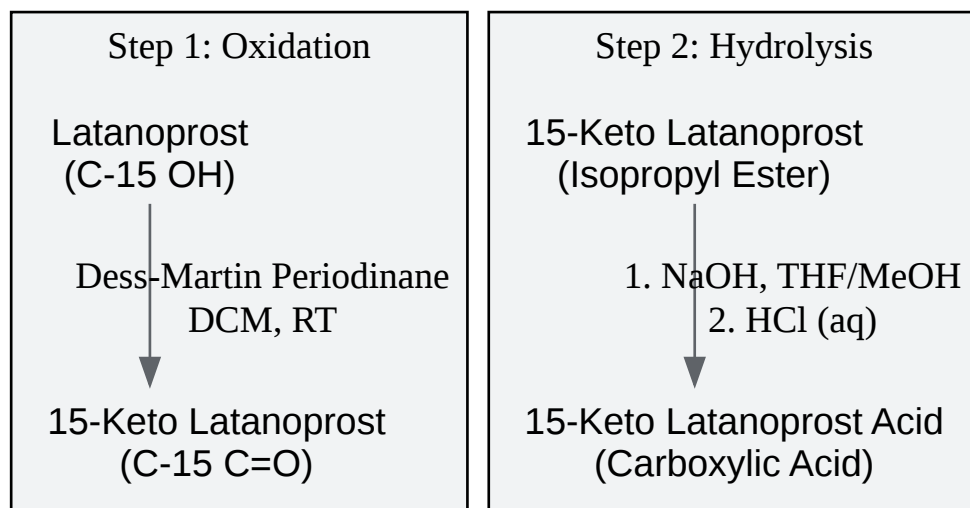 Step 1: Oxidation
Latanoprost
(C-15 OH)
Dess-Martin Periodinane
DCM, RT
15-Keto Latanoprost
(C-15 C=O)
Step 2: Hydrolysis
15-Keto Latanoprost
(Isopropyl Ester)
1. NaOH, THF/MeOH
2. HCl (aq)
15-Keto Latanoprost Acid
(Carboxylic Acid)